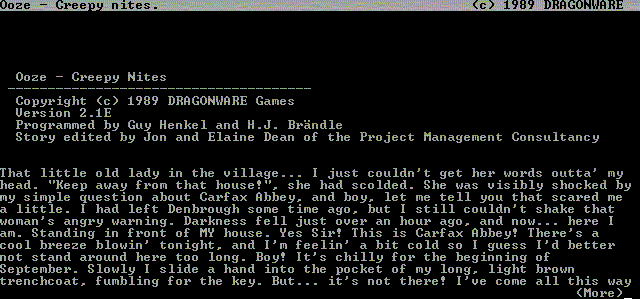 Ooze - Creepy nites. (c) 1989 DRAGONWARE
Ooze - Creepy Nites
----------------------------------------
Copyright (c) 1989 DRAGONWARE Games
Version 2.1E
Programmed by Guy Henkel and H.J. Brändle
Story edited by Jon and Elaine Dean of the Project Management Consultancy
That little old lady in the village... I just couldn't get her words outta' my
head. "Keep away from that house!", she had scolded. She was visibly shocked by
my simple question about Carfax Abbey, and boy, let me tell you that scared me
a little. I had left Denbrough some time ago, but I still couldn't shake that
woman's angry warning. Darkness fell just over an hour ago, and now... here I
am. Standing in front of MY house. Yes Sir! This is Carfax Abbey! There's a
cool breeze blowin' tonight, and I'm feelin' a bit cold so I guess I'd better
not stand around here too long. Boy! It's chilly for the beginning of
September. Slowly I slide a hand into the pocket of my long, light brown
trenchcoat, fumbling for the key. But... it's not there! I've come all this way
(More)